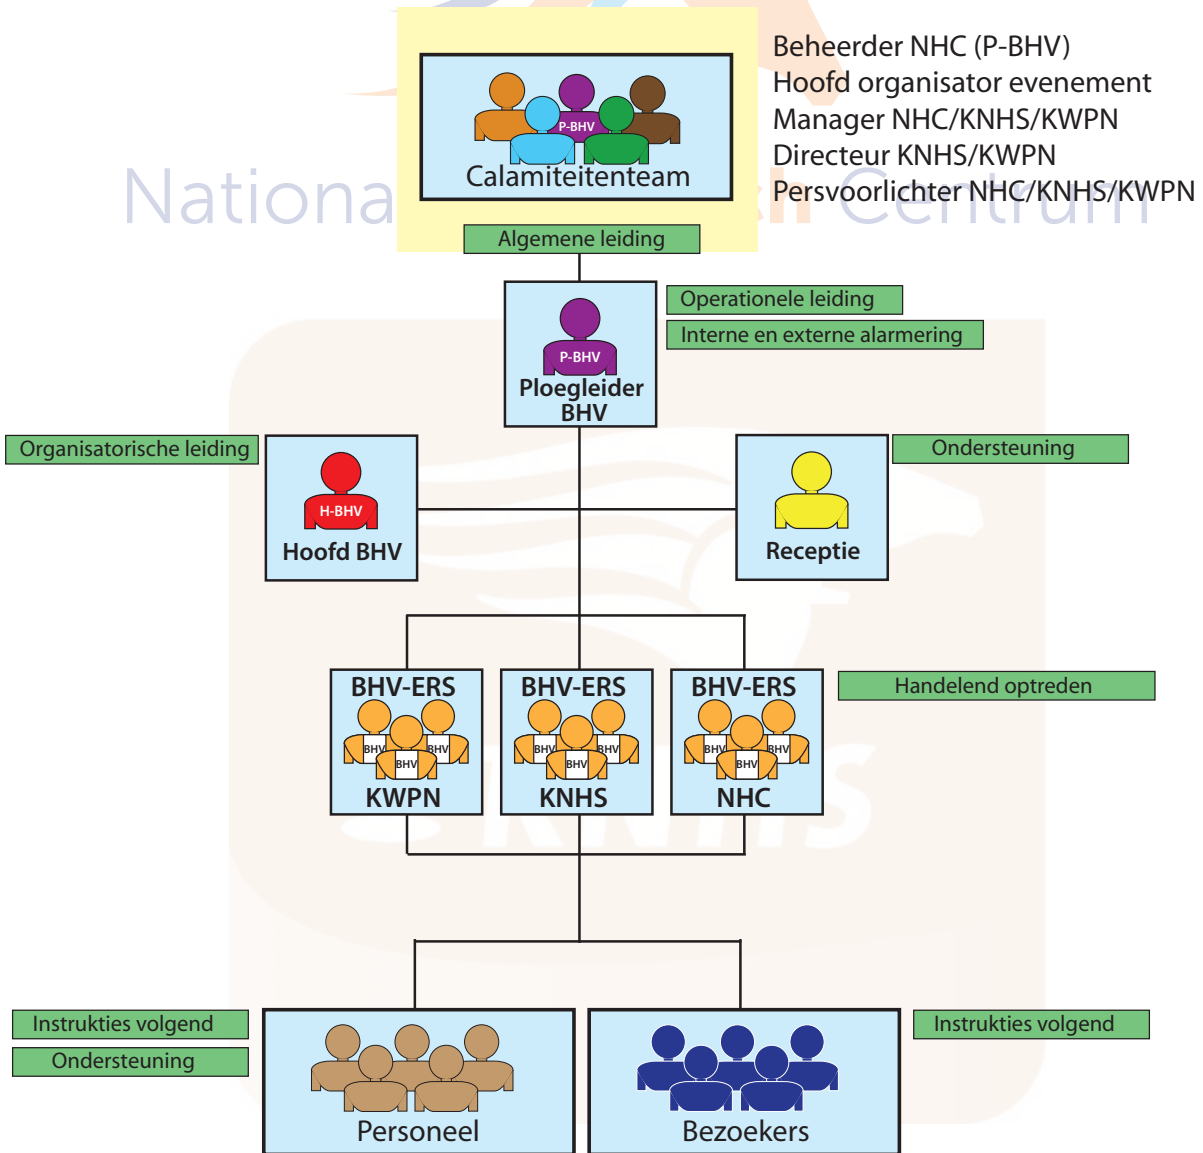 Beheerder NHC (P-BHV)
Hoofd organisator evenement
Manager NHC/KNHS/KWPN
Directeur KNHS/KWPN
Persvoorlichter NHC/KNHS/KWPN
P-BHV
Calamiteitenteam
Centrum
Algemene leiding
Operationele leiding
Interne en externe alarmering
P-BHV
Ploegleider
BHV
Organisatorische leiding
Ondersteuning
H-BHV
Hoofd BHV
Receptie
BHV-ERS
BHV BHV
BHV
KWPN
BHV-ERS
BHV BHV
BHV
KNHS
BHV-ERS
BHV BHV
BHV
NHC
Handelend optreden
KNHS
Instrukties volgend
Ondersteuning
Instrukties volgend
Personeel
Bezoekers